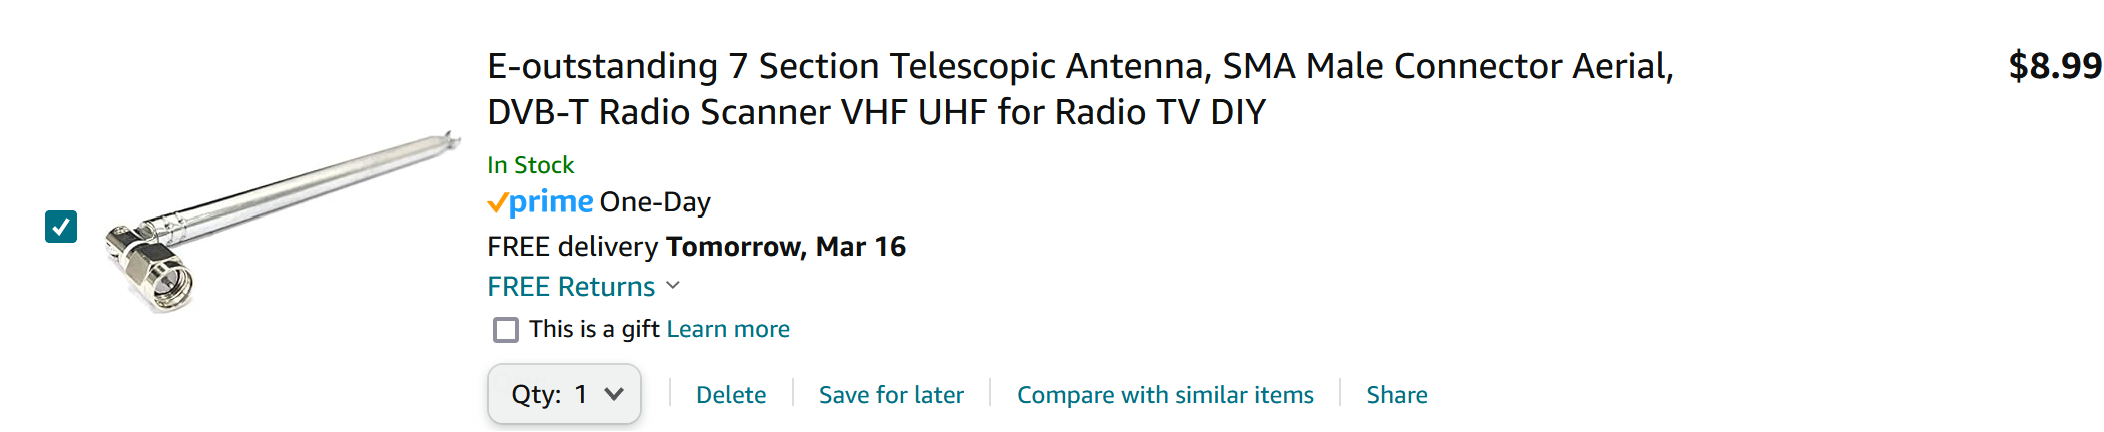 E-outstanding 7 Section Telescopic Antenna, SMA Male Connector Aerial,
DVB-T Radio Scanner VHF UHF for Radio TV DIY
$8.99
In Stock
prime One-Day
FREE delivery Tomorrow, Mar 16
FREE Returns
This is a gift Learn more
Qty: 1 Delete Save for later Compare with similar items Share